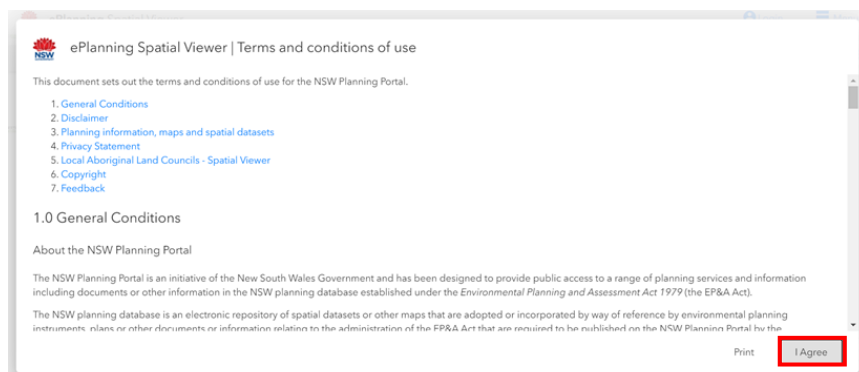 NSW
ePlanning Spatial Viewer | Terms and conditions of use
This document sets out the terms and conditions of use for the NSW Planning Portal.
1. General Conditions
2. Disclaimer
3. Planning information, maps and spatial datasets
4. Privacy Statement
5. Local Aboriginal Land Councils - Spatial Viewer
6. Copyright
7. Feedback
1.0 General Conditions
About the NSW Planning Portal
The NSW Planning Portal is an initiative of the New South Wales Government and has been designed to provide public access to a range of planning services and information
including documents or other information in the NSW planning database established under the Environmental Planning and Assessment Act 1979 (the EP&A Act).
The NSW planning database is an electronic repository of spatial datasets or other maps that are adopted or incorporated by way of reference by environmental planning
instruments, plans or other documents or information relating to the administration of the EP&A Act that are required to be published on the NSW Planning Portal by the
Print I Agree